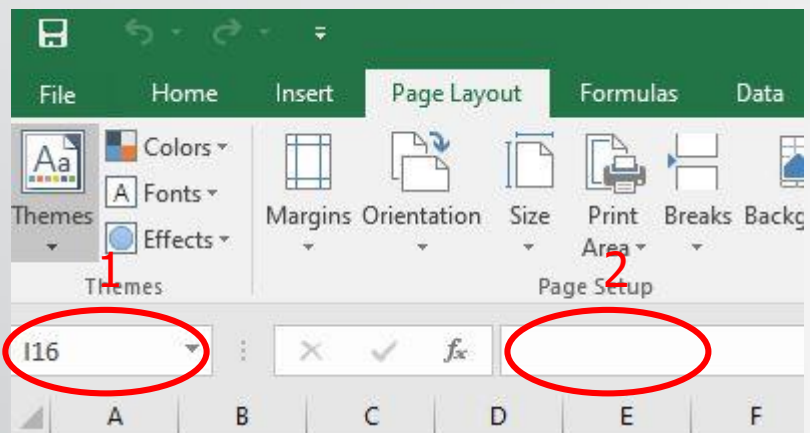 File Home Insert Page Layout Formulas Data
Aa Colors
A Fonts
Themes Effects Margins Orientation Size Print Area Breaks Backg
1 2
Themes Page Setup
I16 fx
A B C D E F